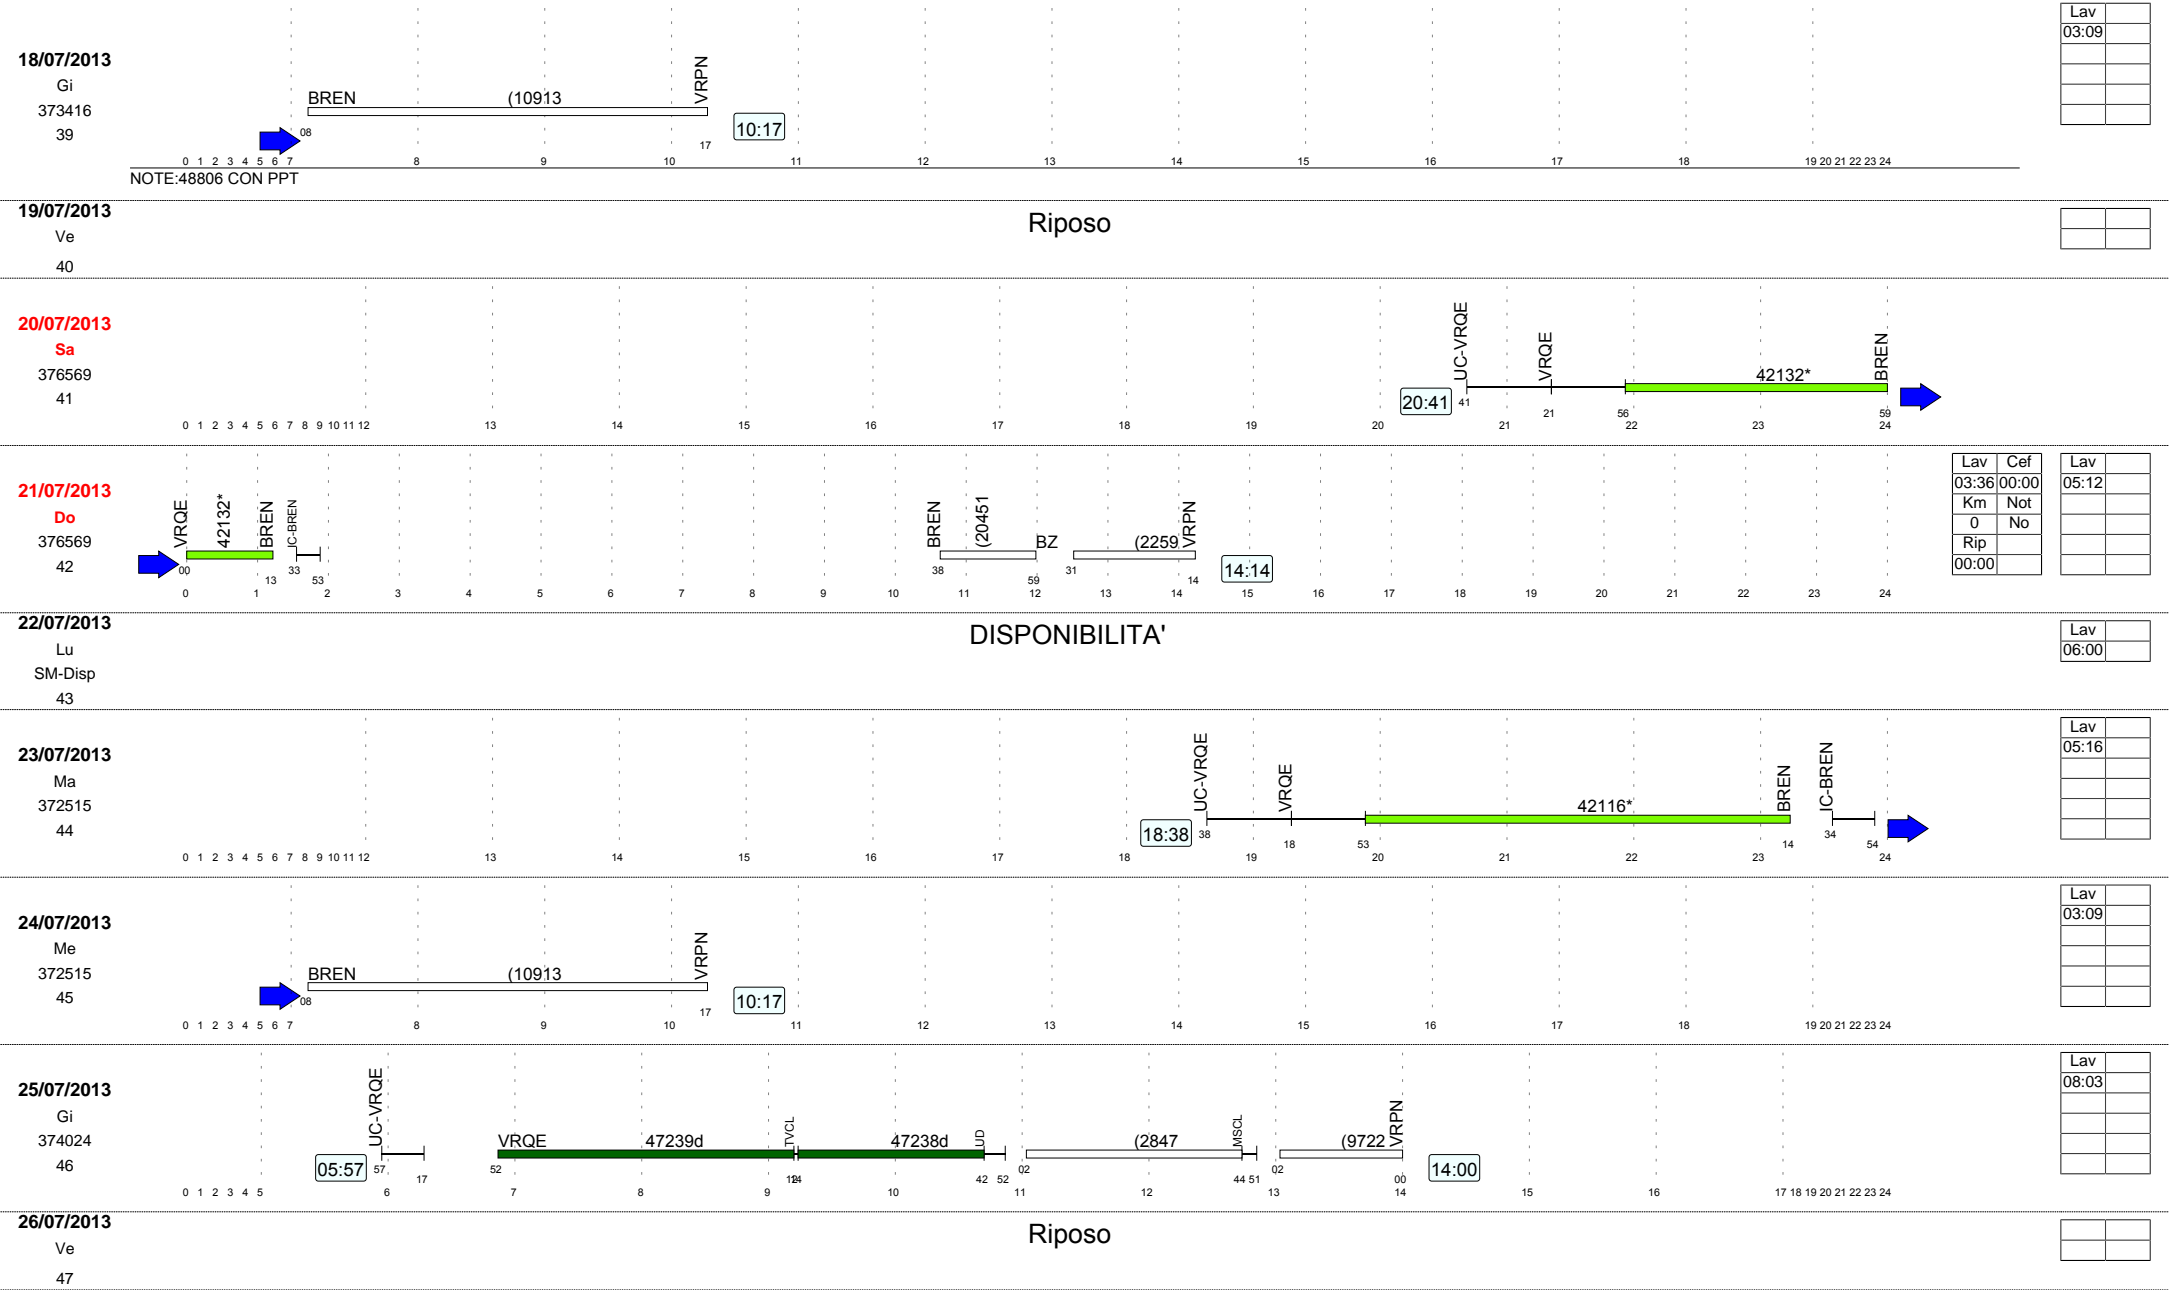 Lav
03:09
18/07/2013
Gi
373416
39
BREN (10913 VRPN
08 17
10:17
0 1 2 3 4 5 6 7 8 9 10 11 12 13 14 15 16 17 18 19 20 21 22 23 24
NOTE:48806 CON PPT
19/07/2013
Ve
40
Riposo
20/07/2013
Sa
376569
41
UC-VRQE VRQE 42132* BREN
20:41
41 21 56 59
0 1 2 3 4 5 6 7 8 9 10 11 12 13 14 15 16 17 18 19 20 21 22 23 24
21/07/2013
Do
376569
42
VRQE 42132* BREN IC-BREN BREN (20451 BZ (2259 VRPN
00 13 33 53 38 59 31 14
14:14
0 1 2 3 4 5 6 7 8 9 10 11 12 13 14 15 16 17 18 19 20 21 22 23 24
Lav Cef
03:36 00:00
Km Not
0 No
Rip
00:00
Lav
05:12
22/07/2013
Lu
SM-Disp
43
DISPONIBILITA'
Lav
06:00
23/07/2013
Ma
372515
44
UC-VRQE VRQE 42116* BREN IC-BREN
18:38
38 18 53 14 34 54
0 1 2 3 4 5 6 7 8 9 10 11 12 13 14 15 16 17 18 19 20 21 22 23 24
Lav
05:16
24/07/2013
Me
372515
45
BREN (10913 VRPN
08 17
10:17
0 1 2 3 4 5 6 7 8 9 10 11 12 13 14 15 16 17 18 19 20 21 22 23 24
Lav
03:09
25/07/2013
Gi
374024
46
UC-VRQE VRQE 47239d TVCL 47238d UD (2847 MSCL (9722 VRPN
05:57
57 17 52 42 52 02 44 51 02 00
14:00
0 1 2 3 4 5 6 7 8 9 10 11 12 13 14 15 16 17 18 19 20 21 22 23 24
Lav
08:03
26/07/2013
Ve
47
Riposo